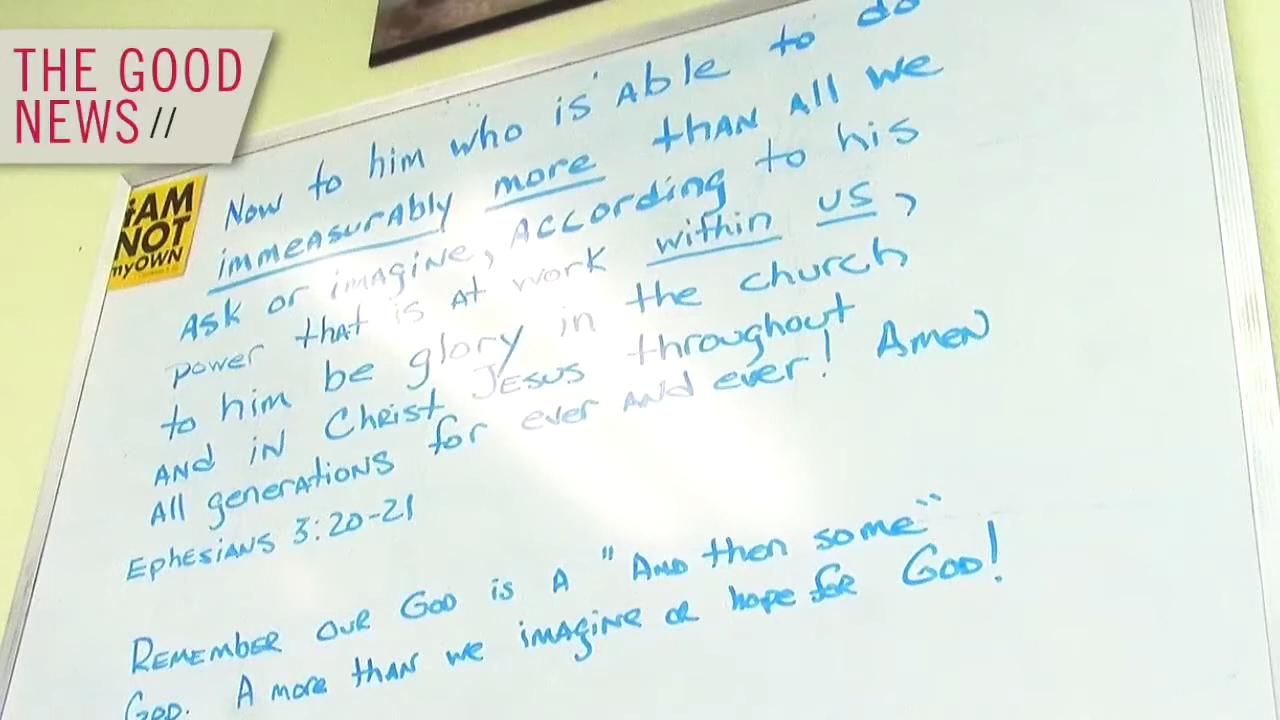 THE GOOD
NEWS//
iAM
NOT
myOWN
Now to him who is able to do
immeasurably more than all we
ask or imagine, according to his
power that is at work within us,
to him be glory in the church
and in Christ Jesus throughout
all generations for ever and ever! Amen
Ephesians 3:20-21
Remember our God is a "And then some"
God. A more than we imagine or hope for God!